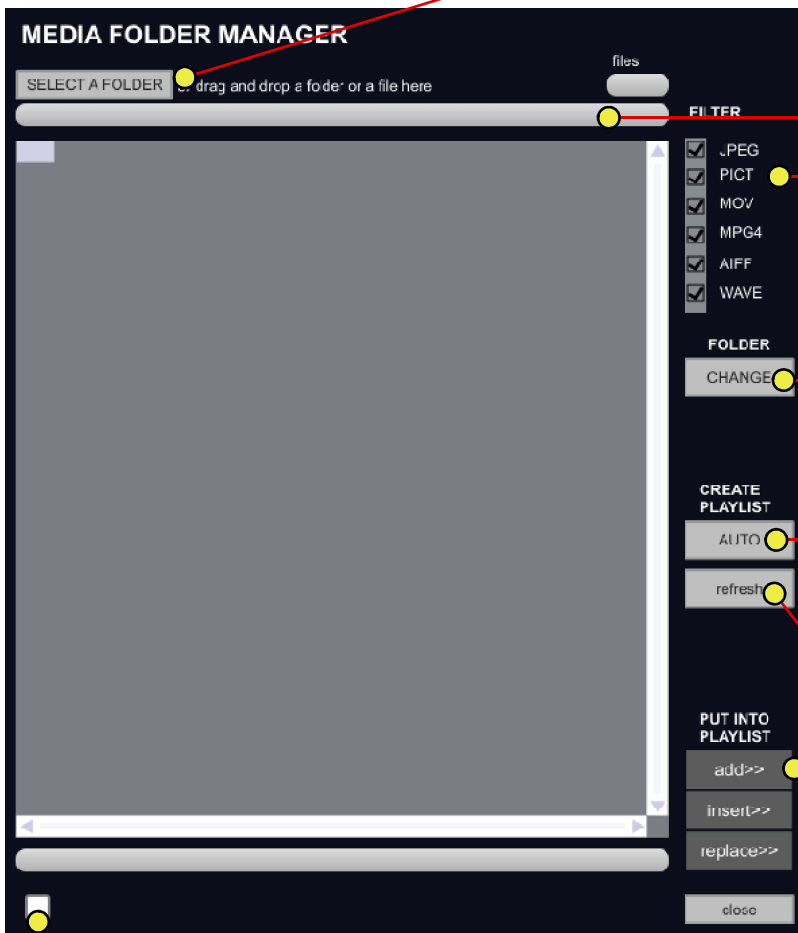 MEDIA FOLDER MANAGER
files
SELECT A FOLDER or drag and drop a folder or a file here
FILTER
JPEG
PICT
MOV
MPG4
AIFF
WAVE
FOLDER
CHANGE
CREATE
PLAYLIST
AUTO
refresh
PUT INTO
PLAYLIST
add>>
insert>>
replace>>
close